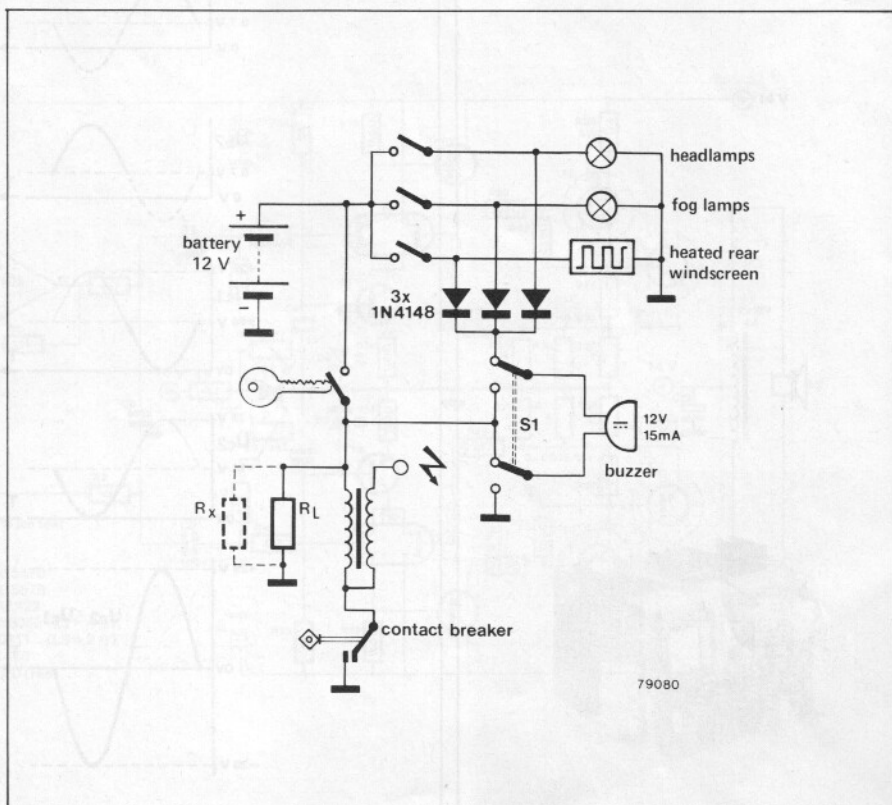 headlamps
fog lamps
heated rear
windscreen
+
battery
12 V
−
3x
1N4148
S1
12V
15mA
buzzer
RX
RL
contact breaker
79080